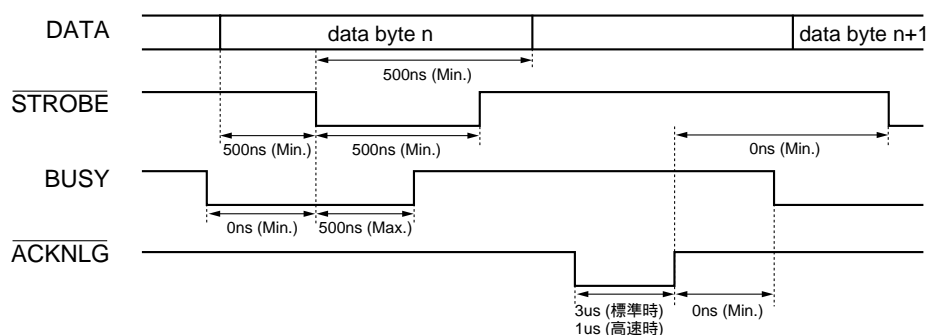 DATA
data byte n
data byte n+1
500ns (Min.)
STROBE
500ns (Min.)
500ns (Min.)
0ns (Min.)
BUSY
0ns (Min.)
500ns (Max.)
ACKNLG
3us (標準時)
0ns (Min.)
1us (高速時)